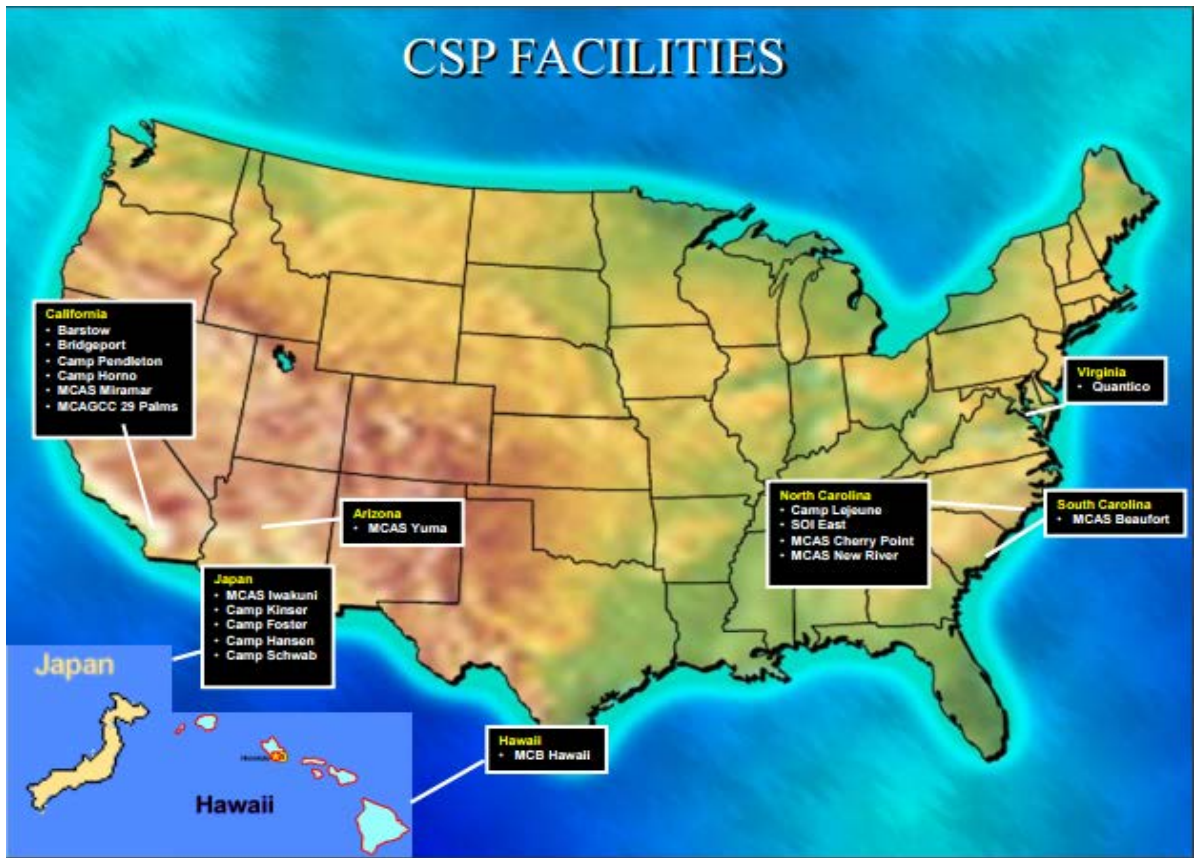 CSP FACILITIES
California
• Barstow
• Bridgeport
• Camp Pendleton
• Camp Horno
• MCAS Miramar
• MCAGCC 29 Palms
Virginia
• Quantico
Arizona
• MCAS Yuma
North Carolina
• Camp Lejeune
• SOI East
• MCAS Cherry Point
• MCAS New River
South Carolina
• MCAS Beaufort
Japan
• MCAS Iwakuni
• Camp Kinser
• Camp Foster
• Camp Hansen
• Camp Schwab
Japan
Hawaii
• MCB Hawaii
Honolulu
Hawaii